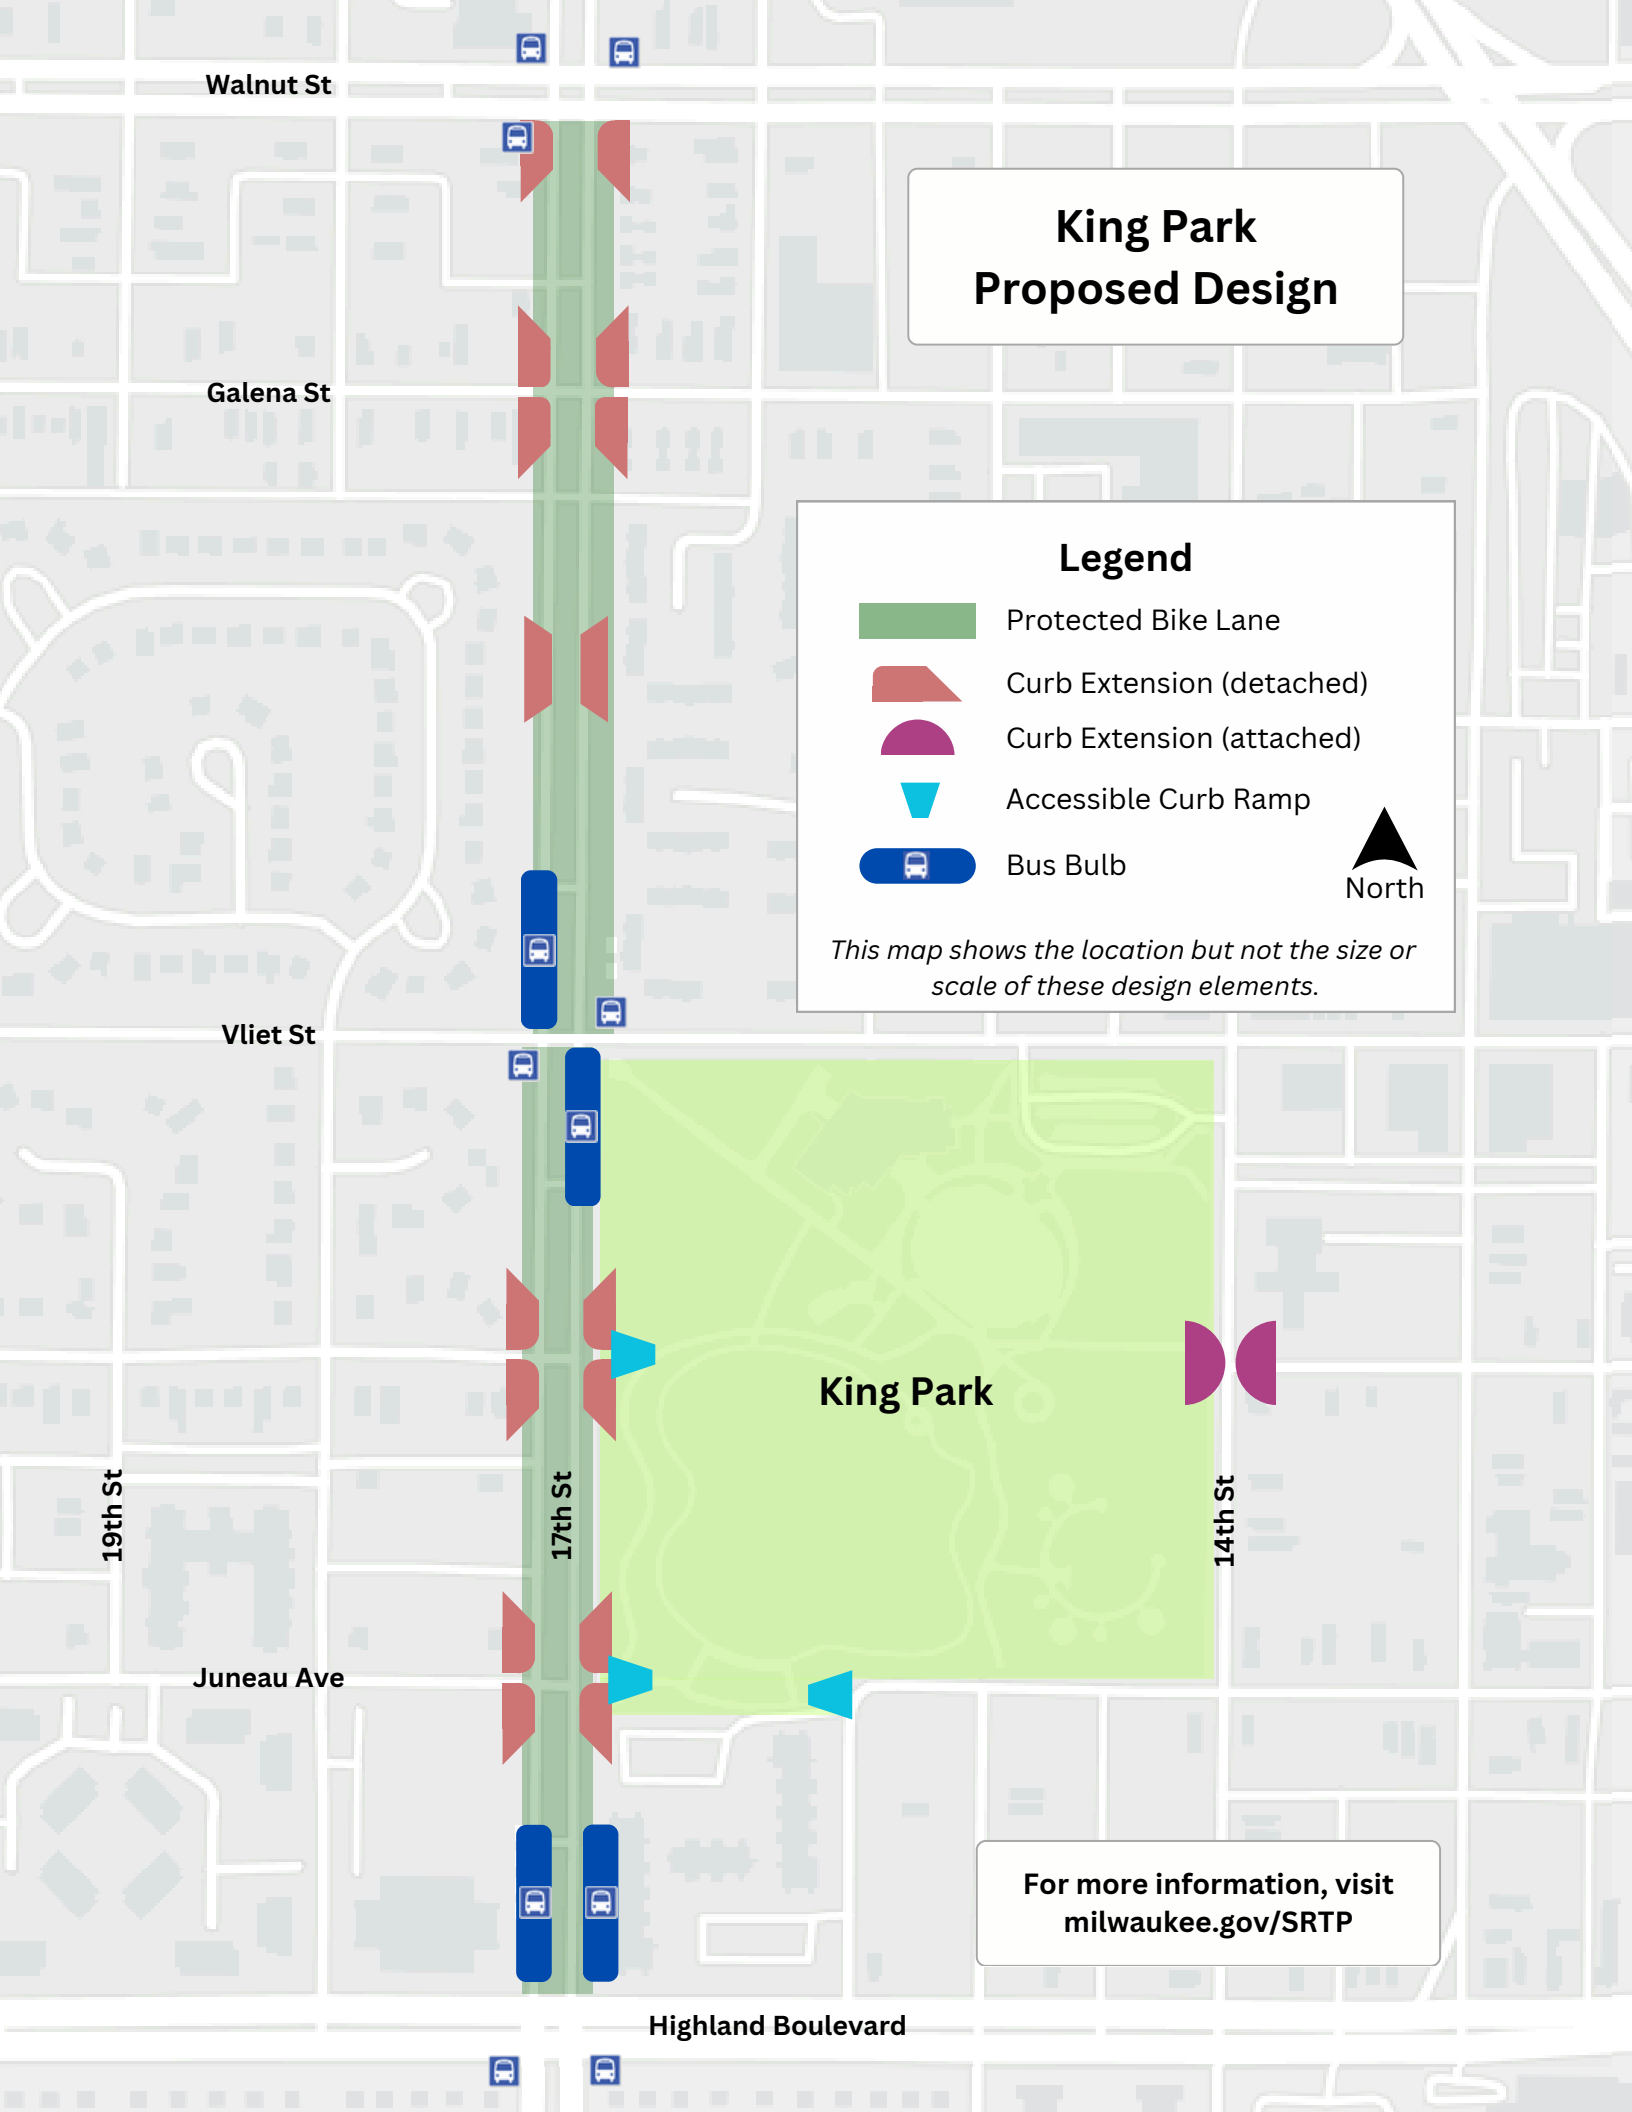 Walnut St
King Park
Proposed Design
Galena St
Legend
Protected Bike Lane
Curb Extension (detached)
Curb Extension (attached)
Accessible Curb Ramp
Bus Bulb
North
This map shows the location but not the size or
scale of these design elements.
Vliet St
King Park
19th St
17th St
14th St
Juneau Ave
For more information, visit
milwaukee.gov/SRTP
Highland Boulevard